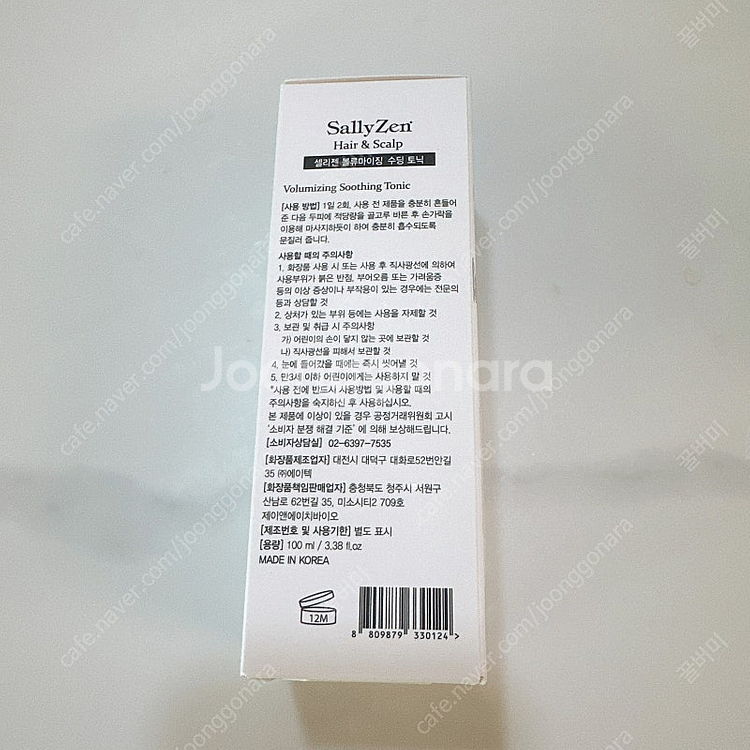 SallyZen
Hair & Scalp
셀리젠 볼류마이징 수딩 토닉
Volumizing Soothing Tonic
[사용 방법] 1일 2회, 사용 전 제품을 충분히 흔들어
준 다음 두피에 적당량을 골고루 바른 후 손가락을
이용해 마사지하듯이 하여 충분히 흡수되도록
문질러 줍니다.
사용할 때의 주의사항
1. 화장품 사용 시 또는 사용 후 직사광선에 의하여
사용부위가 붉은 반점, 부어오름 또는 가려움증
등의 이상 증상이나 부작용이 있는 경우에는 전문의
등과 상담할 것
2. 상처가 있는 부위 등에는 사용을 자제할 것
3. 보관 및 취급 시 주의사항
가) 어린이의 손이 닿지 않는 곳에 보관할 것
나) 직사광선을 피해서 보관할 것
4. 눈에 들어갔을 때에는 즉시 씻어낼 것
5. 만3세 이하 어린이에게는 사용하지 말 것
*사용 전에 반드시 사용방법 및 사용할 때의
주의사항을 숙지하신 후 사용하십시오.
본 제품에 이상이 있을 경우 공정거래위원회 고시
'소비자 분쟁 해결 기준' 에 의해 보상해드립니다.
[소비자상담실] 02-6397-7535
[화장품제조업자] 대전시 대덕구 대화로52번안길
35 ㈜에이텍
[화장품책임판매업자] 충청북도 청주시 서원구
산남로 62번길 35, 미소시티2 709호
제이앤에이치바이오
[제조번호 및 사용기한] 별도 표시
[용량] 100 ml / 3.38 fl.oz
MADE IN KOREA
12M
8 809879 330124 >
Joonggonara
cafe.naver.com/joonggonara
꿀버미